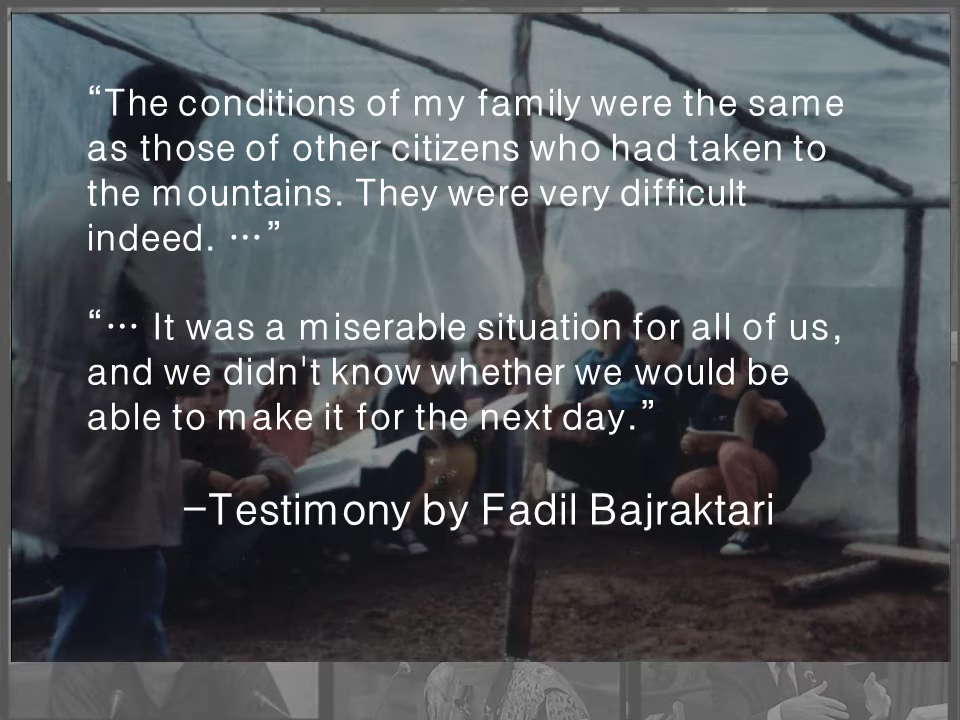 “The conditions of my family were the same
as those of other citizens who had taken to
the mountains. They were very difficult
indeed. …”
“… It was a miserable situation for all of us,
and we didn't know whether we would be
able to make it for the next day.”
–Testimony by Fadil Bajraktari